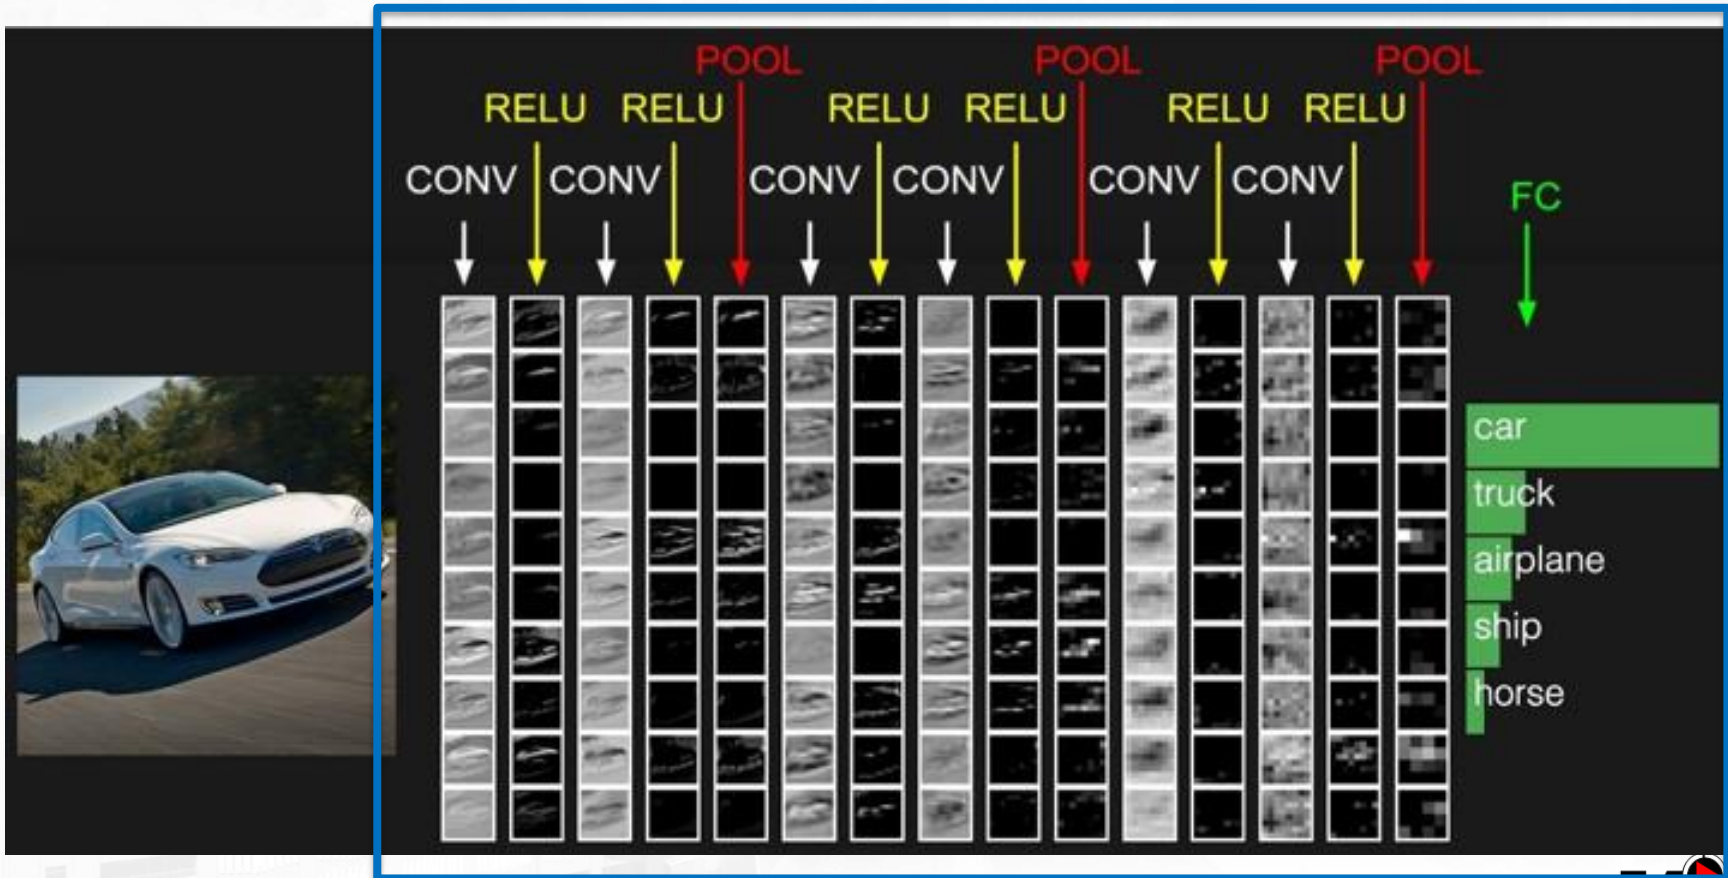 POOL POOL POOL
RELU RELU RELU RELU RELU RELU
CONV CONV CONV CONV CONV CONV
FC
car
truck
airplane
ship
horse